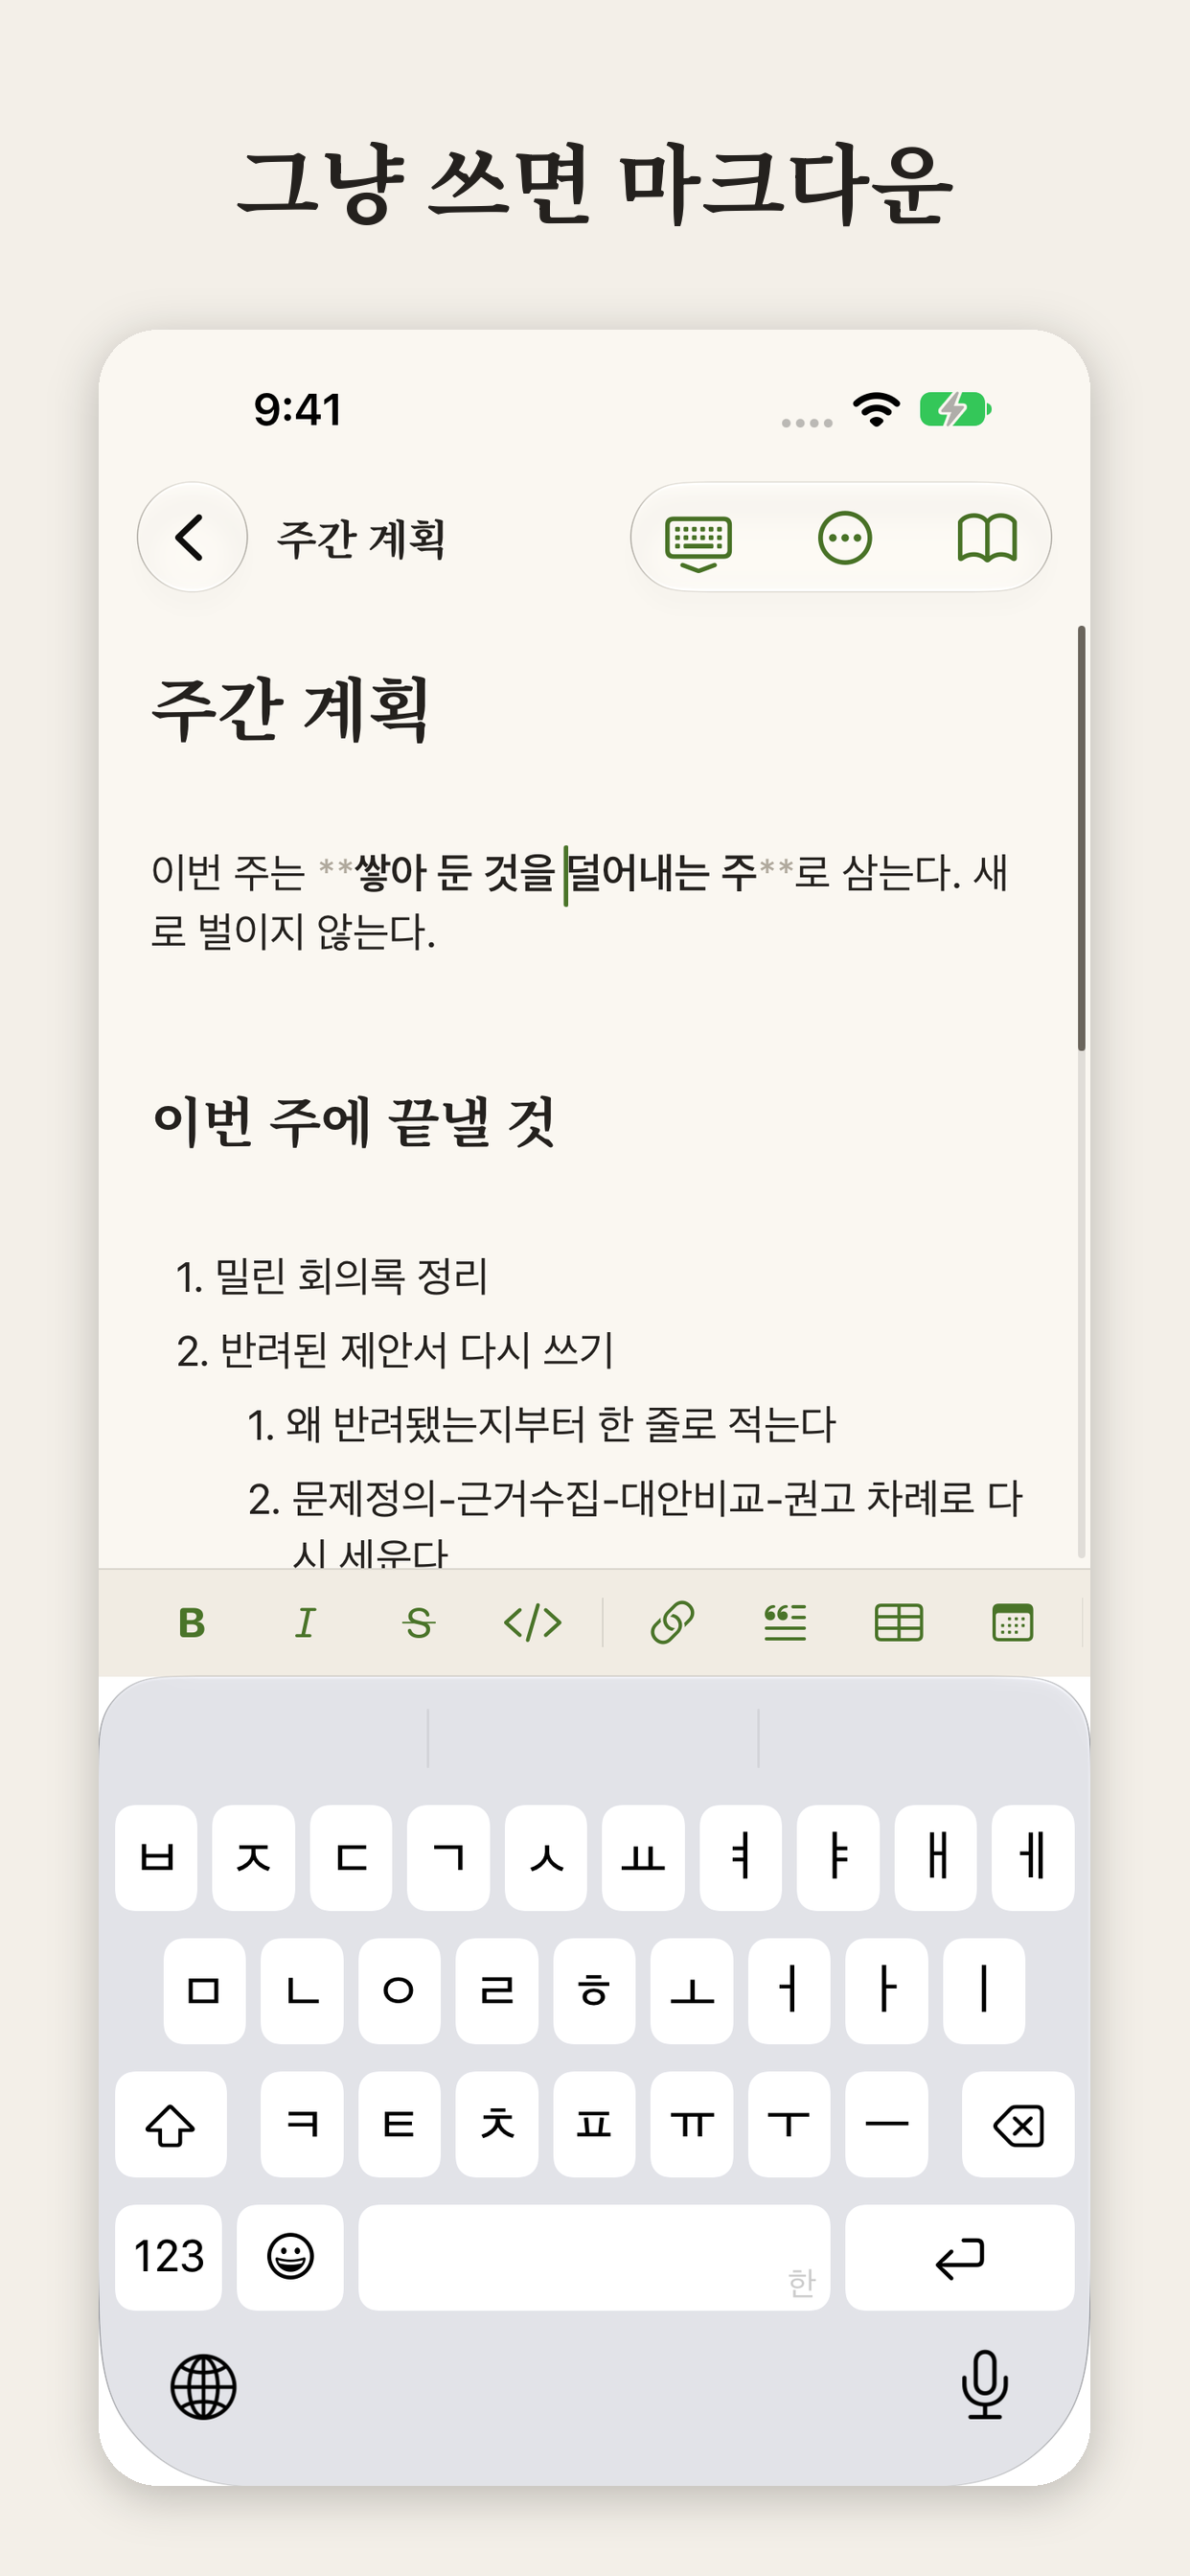 그냥 쓰면 마크다운
9:41
주간 계획
주간 계획
이번 주는 **쌓아 둔 것을 덜어내는 주**로 삼는다. 새
로 벌이지 않는다.
이번 주에 끝낼 것
1. 밀린 회의록 정리
2. 반려된 제안서 다시 쓰기
1. 왜 반려됐는지부터 한 줄로 적는다
2. 문제정의-근거수집-대안비교-권고 차례로 다
시 세운다
B I S </>
ㅂ ㅈ ㄷ ㄱ ㅅ ㅛ ㅕ ㅑ ㅐ ㅔ
ㅁ ㄴ ㅇ ㄹ ㅎ ㅗ ㅓ ㅏ ㅣ
ㅋ ㅌ ㅊ ㅍ ㅠ ㅜ ㅡ
123
한